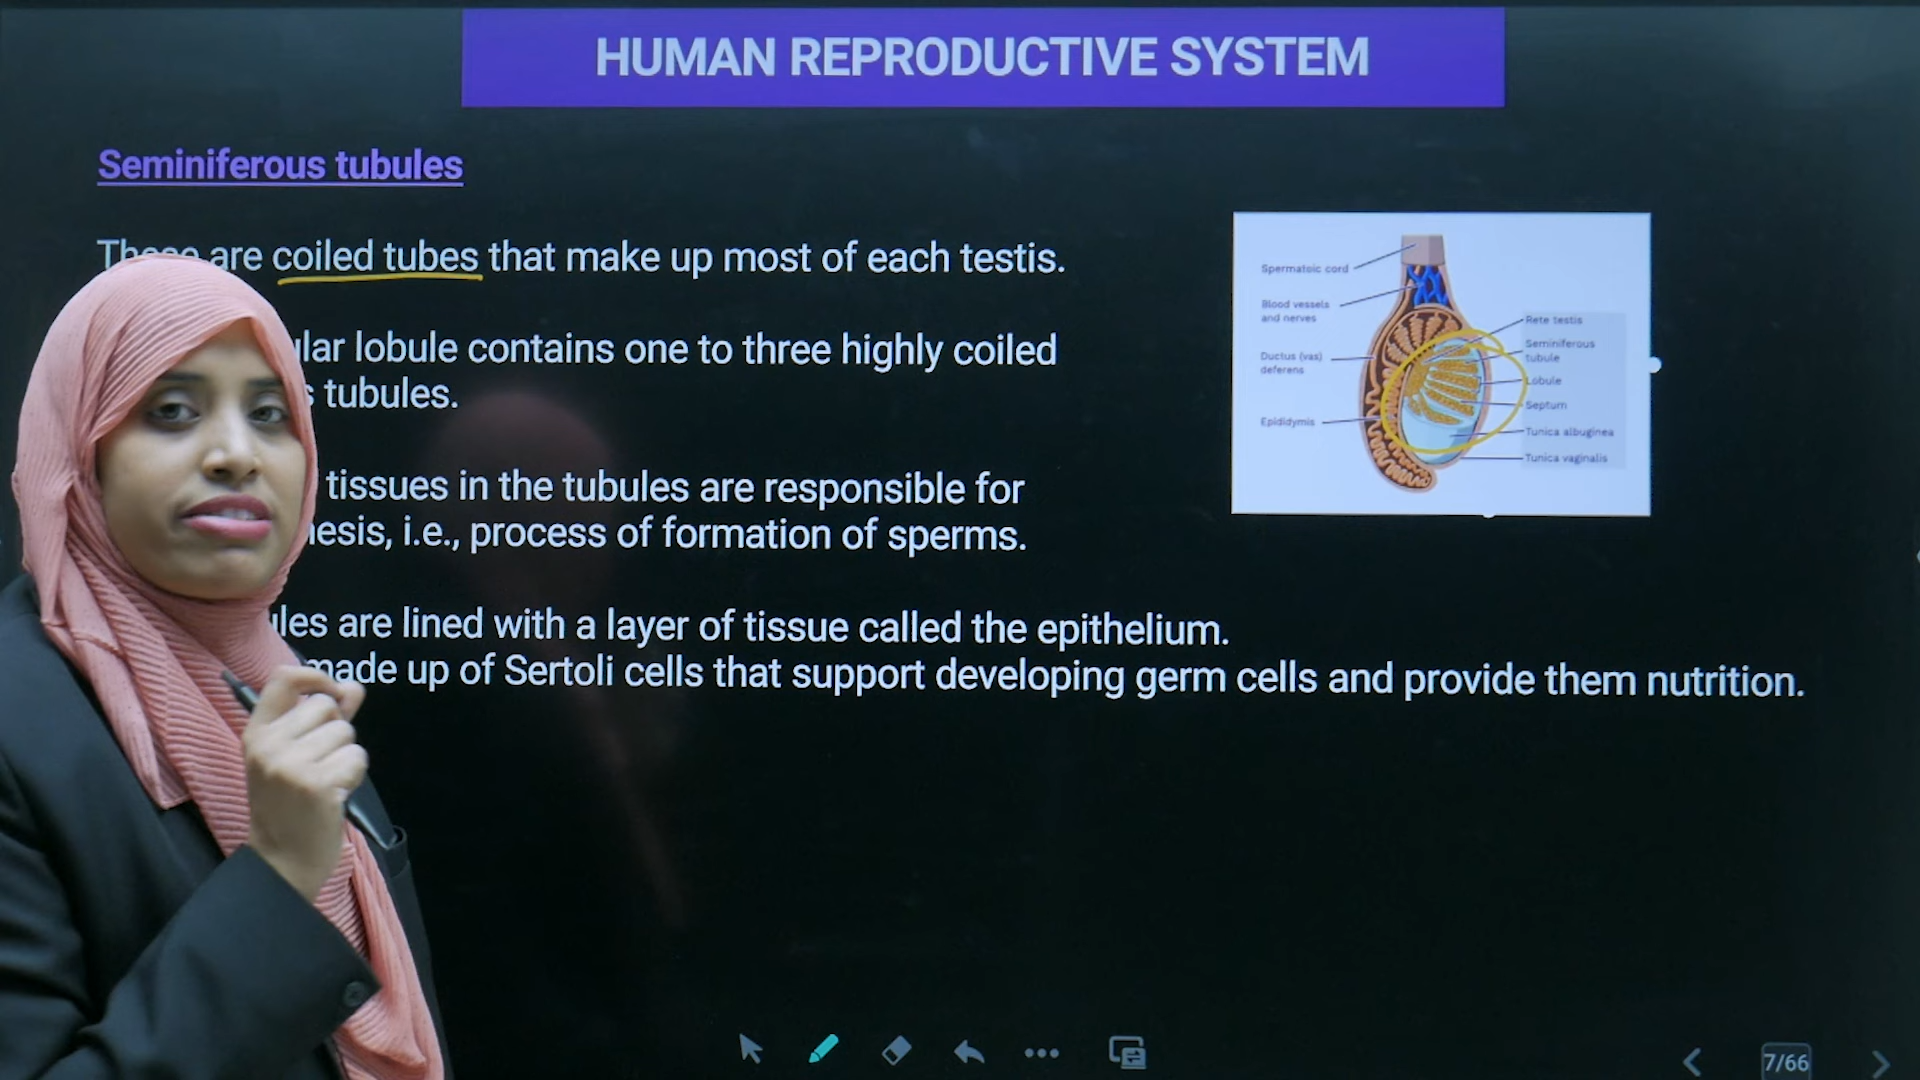 HUMAN REPRODUCTIVE SYSTEM
Seminiferous tubules
are coiled tubes that make up most of each testis.
lobule contains one to three highly coiled
tubules.
tissues in the tubules are responsible for
i.e., process of formation of sperms.
are lined with a layer of tissue called the epithelium.
made up of Sertoli cells that support developing germ cells and provide them nutrition.
Spermatoic cord
Blood vessels
and nerves
Ductus (vas)
deferens
Epididymis
Rete testis
Seminiferous
tubule
Lobule
Septum
Tunica albuginea
Tunica vaginalis
7/66